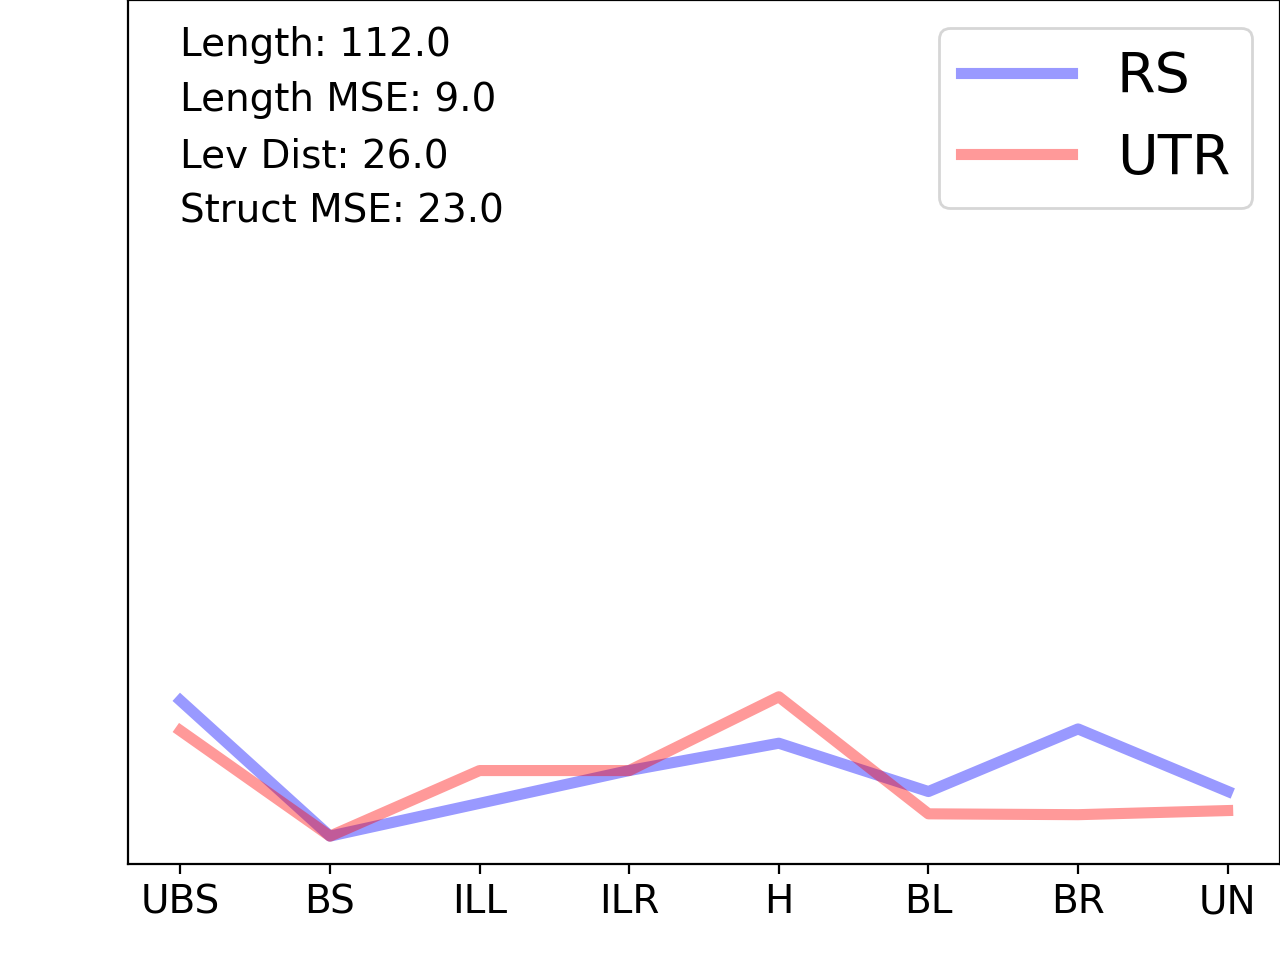 Length: 112.0
Length MSE: 9.0
Lev Dist: 26.0
Struct MSE: 23.0
RS
UTR
UBS BS ILL ILR H BL BR UN